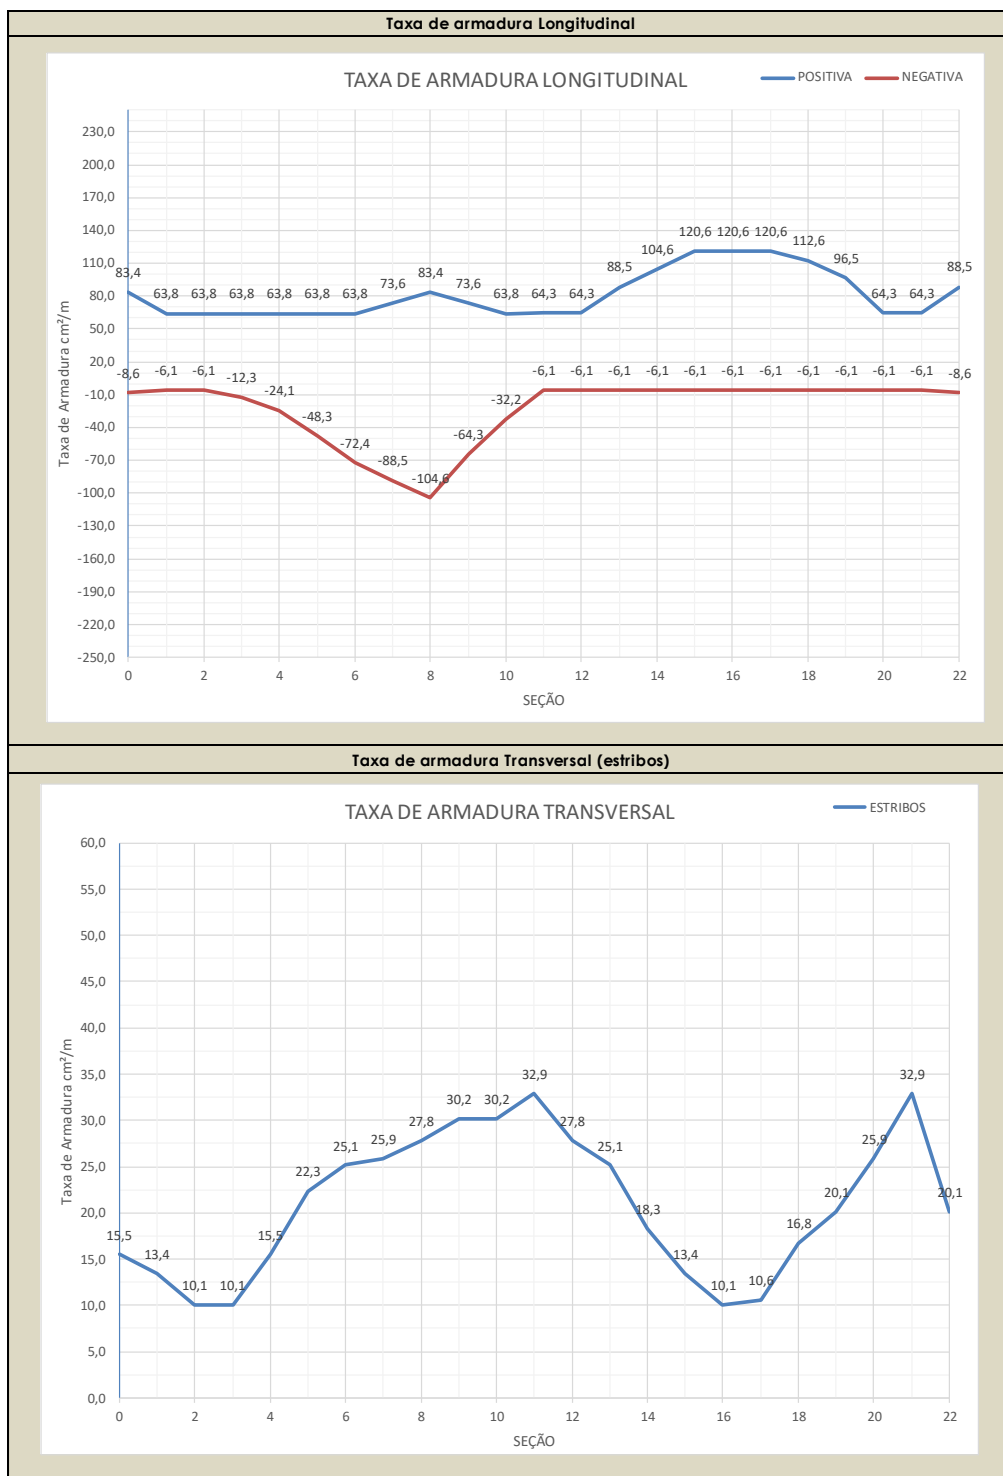 Taxa de armadura Longitudinal
TAXA DE ARMADURA LONGITUDINAL
POSITIVA NEGATIVA
230,0
200,0
170,0
140,0
110,0
80,0
50,0
20,0
-10,0
-40,0
-70,0
-100,0
-130,0
-160,0
-190,0
-220,0
-250,0
Taxa de Armadura cm²/m
83,4 63,8 63,8 63,8 63,8 63,8 63,8 73,6 83,4 73,6 63,8 64,3 64,3 88,5 104,6 120,6 120,6 120,6 112,6 96,5 64,3 64,3 88,5
-8,6 -6,1 -6,1 -12,3 -24,1 -48,3 -72,4 -88,5 -104,6 -64,3 -32,2 -6,1 -6,1 -6,1 -6,1 -6,1 -6,1 -6,1 -6,1 -6,1 -6,1 -6,1 -8,6
0 2 4 6 8 10 12 14 16 18 20 22
SEÇÃO
Taxa de armadura Transversal (estribos)
TAXA DE ARMADURA TRANSVERSAL
ESTRIBOS
60,0
55,0
50,0
45,0
40,0
35,0
30,0
25,0
20,0
15,0
10,0
5,0
0,0
Taxa de Armadura cm²/m
15,5 13,4 10,1 10,1 15,5 22,3 25,1 25,9 27,8 30,2 30,2 32,9 27,8 25,1 18,3 13,4 10,1 10,6 16,8 20,1 25,9 32,9 20,1
0 2 4 6 8 10 12 14 16 18 20 22
SEÇÃO